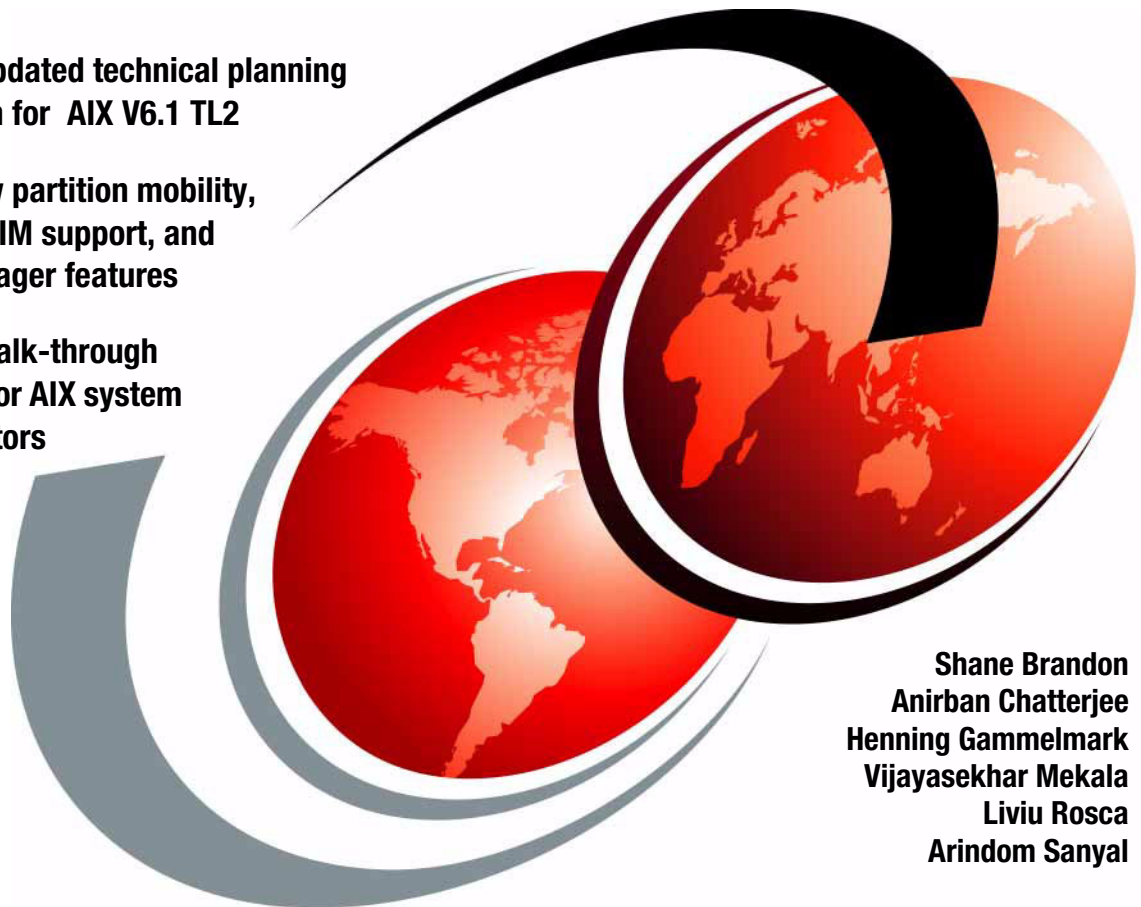 pdated technical planning
n for AIX V6.1 TL2
partition mobility,
IM support, and
ager features
alk-through
or AIX system
tors
Shane Brandon
Anirban Chatterjee
Henning Gammelmark
Vijayasekhar Mekala
Liviu Rosca
Arindom Sanyal